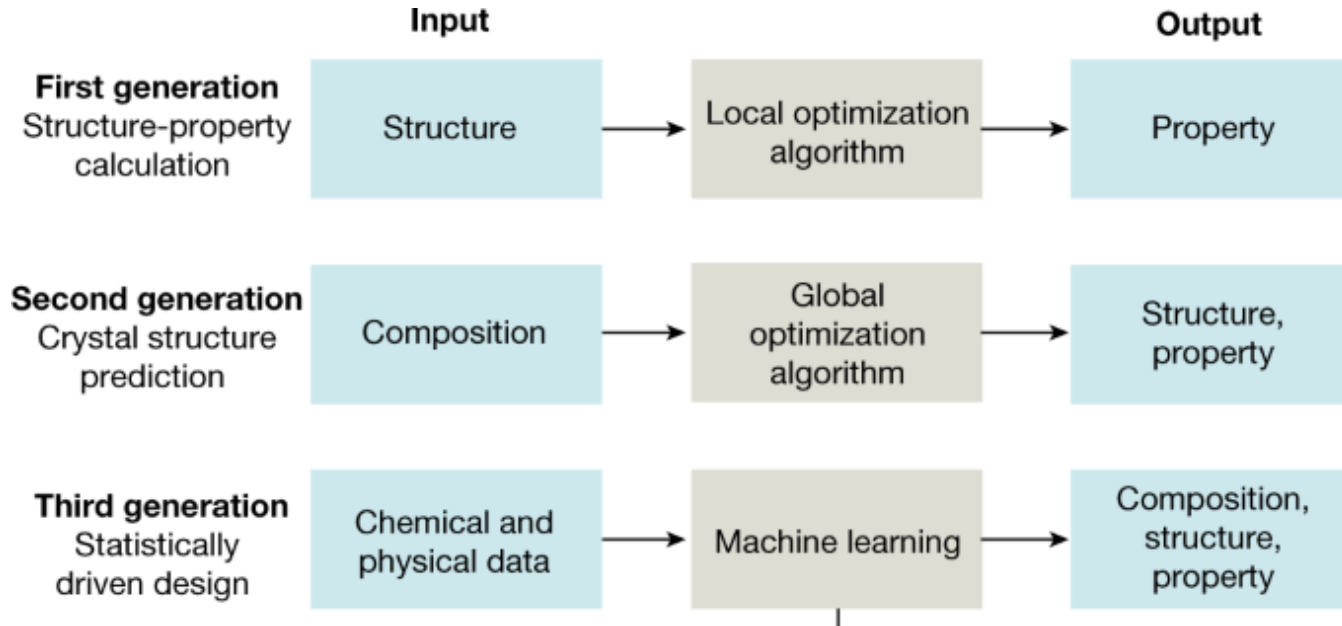 Input
Output
First generation
Structure-property
calculation
Structure
Local optimization
algorithm
Property
Second generation
Crystal structure
prediction
Composition
Global
optimization
algorithm
Structure,
property
Third generation
Statistically
driven design
Chemical and
physical data
Machine learning
Composition,
structure,
property